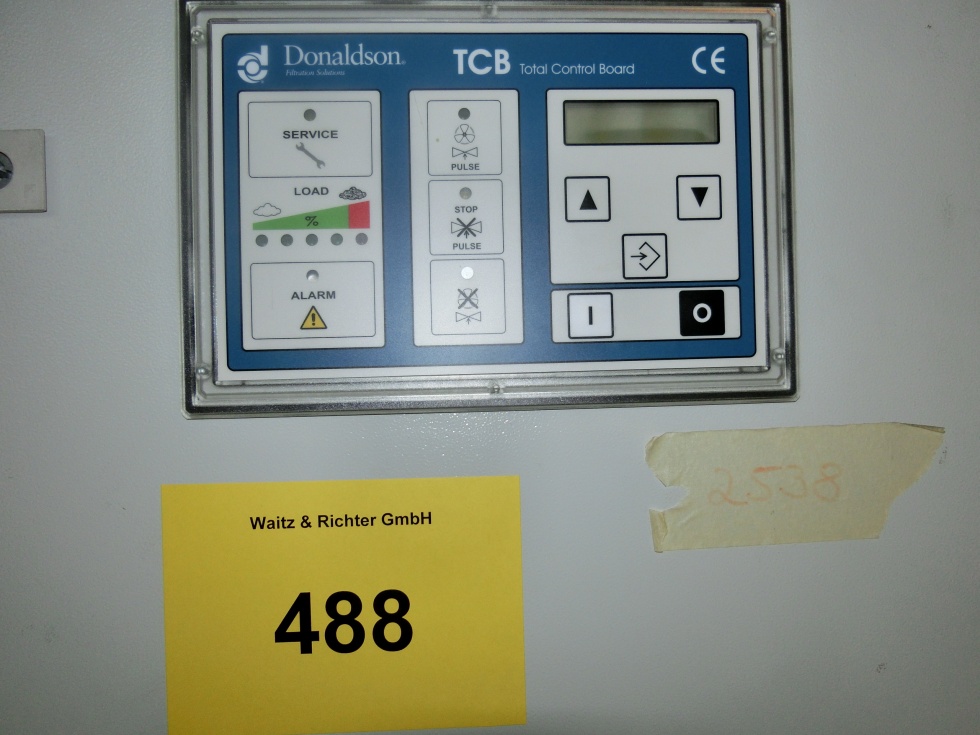 Donaldson.
Filtration Solutions
TCB Total Control Board
CE
SERVICE
LOAD
%
ALARM
PULSE
STOP
PULSE
I
O
2538
Waitz & Richter GmbH
488